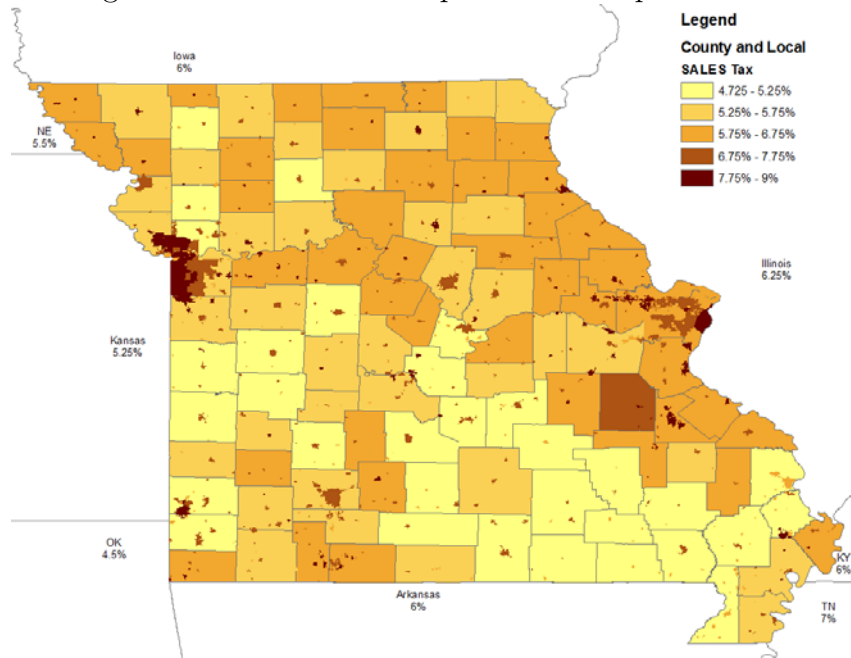 Legend
County and Local
SALES Tax
4.725 - 5.25%
5.25% - 5.75%
5.75% - 6.75%
6.75% - 7.75%
7.75% - 9%
Iowa
6%
NE
5.5%
Illinois
6.25%
Kansas
5.25%
OK
4.5%
Arkansas
6%
KY
6%
TN
7%